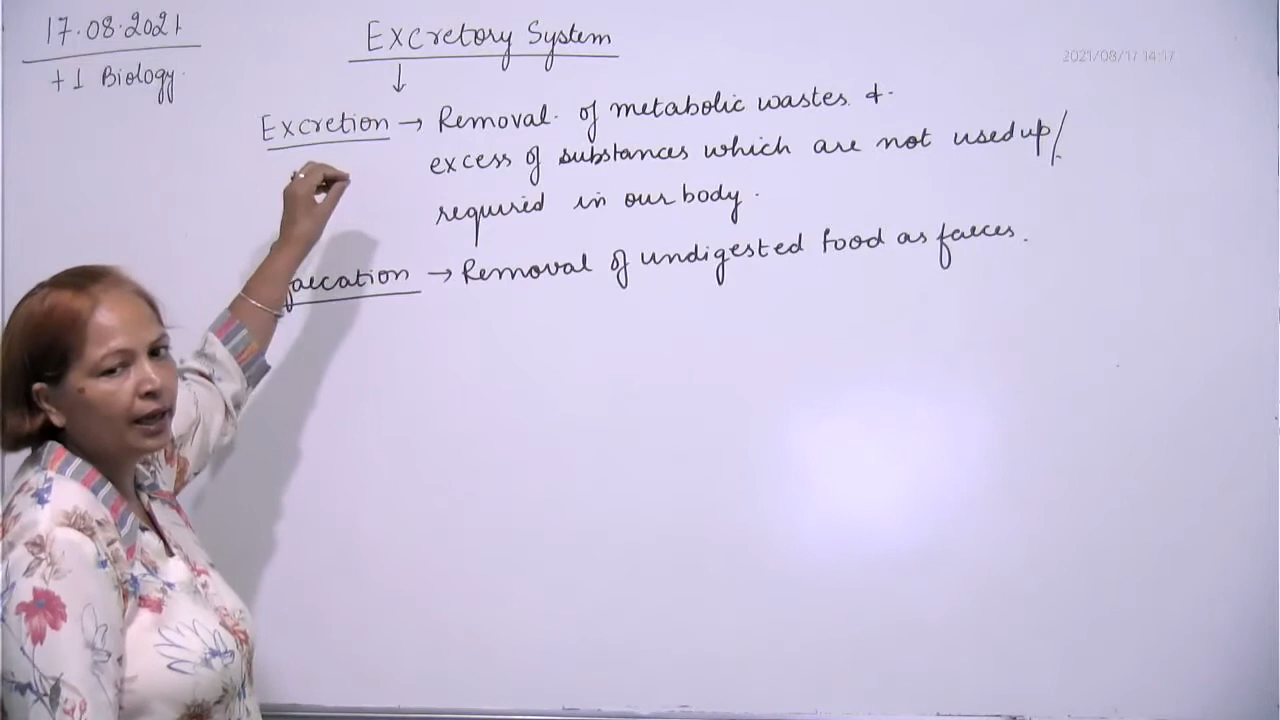 17.08.2021
+1 Biology
Excretory System
2021/08/17 14:17
Excretion → Removal of metabolic wastes &
excess of substances which are not used up/
required in our body.
faecation → Removal of undigested food as faeces.